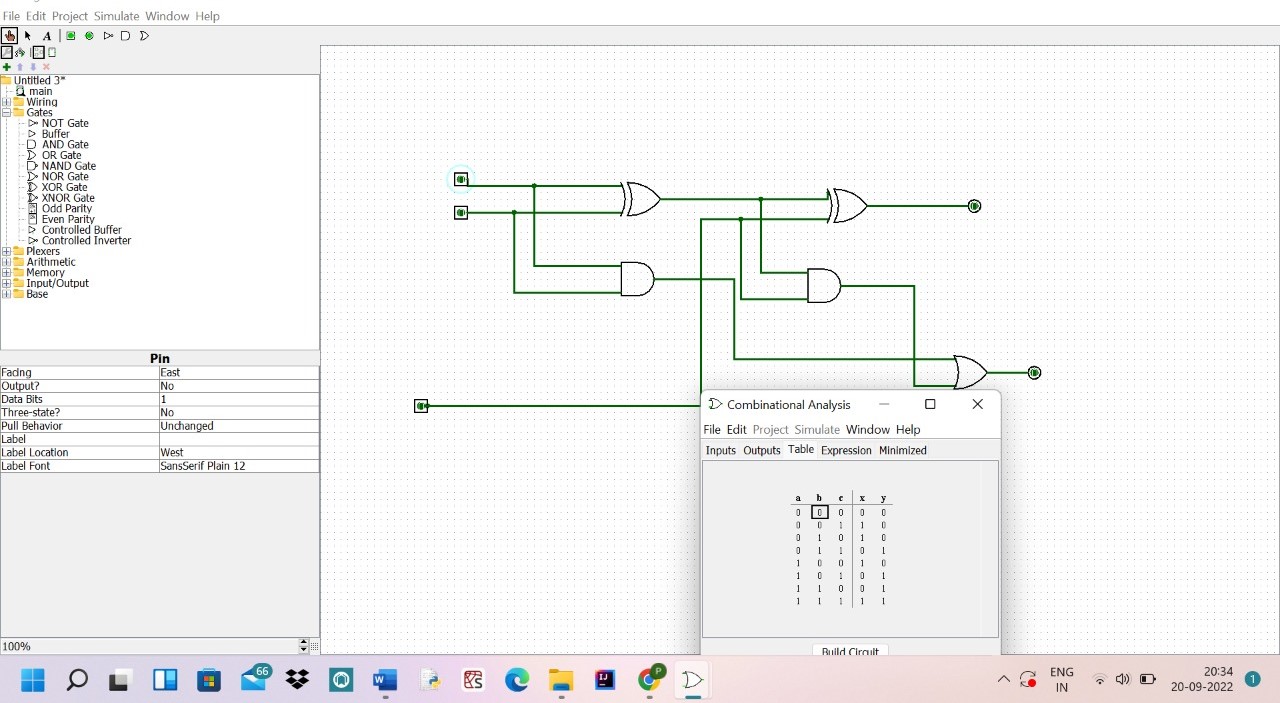 File Edit Project Simulate Window Help
A
Untitled 3*
main
Wiring
Gates
NOT Gate
Buffer
AND Gate
OR Gate
NAND Gate
NOR Gate
XOR Gate
XNOR Gate
Odd Parity
Even Parity
Controlled Buffer
Controlled Inverter
Plexers
Arithmetic
Memory
Input/Output
Base
Pin
Facing East
Output? No
Data Bits 1
Three-state? No
Pull Behavior Unchanged
Label
Label Location West
Label Font SansSerif Plain 12
100%
Combinational Analysis
File Edit Project Simulate Window Help
Inputs Outputs Table Expression Minimized
a b c x y
0 0 0 0 0
0 0 1 1 0
0 1 0 1 0
0 1 1 0 1
1 0 0 1 0
1 0 1 0 1
1 1 0 0 1
1 1 1 1 1
Build Circuit
66
W
IJ
P
ENG
IN
20:34
20-09-2022
1